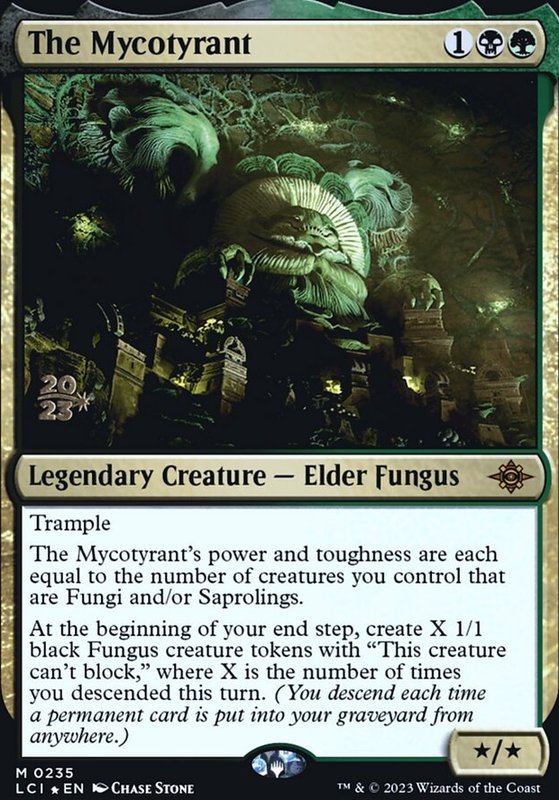 The Mycotyrant 1
20
23
Legendary Creature — Elder Fungus
Trample
The Mycotyrant's power and toughness are each
equal to the number of creatures you control that
are Fungi and/or Saprolings.
At the beginning of your end step, create X 1/1
black Fungus creature tokens with “This creature
can't block,” where X is the number of times
you descended this turn. (You descend each time
a permanent card is put into your graveyard from
anywhere.)
★/★
M 0235
LCI ★ EN Chase Stone
™ & © 2023 Wizards of the Coast